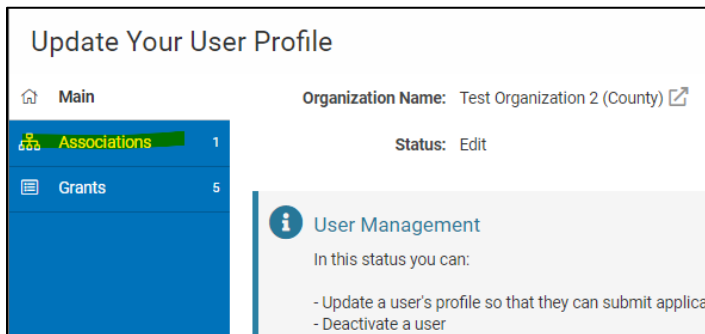 Update Your User Profile
Main
Organization Name: Test Organization 2 (County)
Associations 1
Status: Edit
Grants 5
User Management
In this status you can:
- Update a user's profile so that they can submit
- Deactivate a user